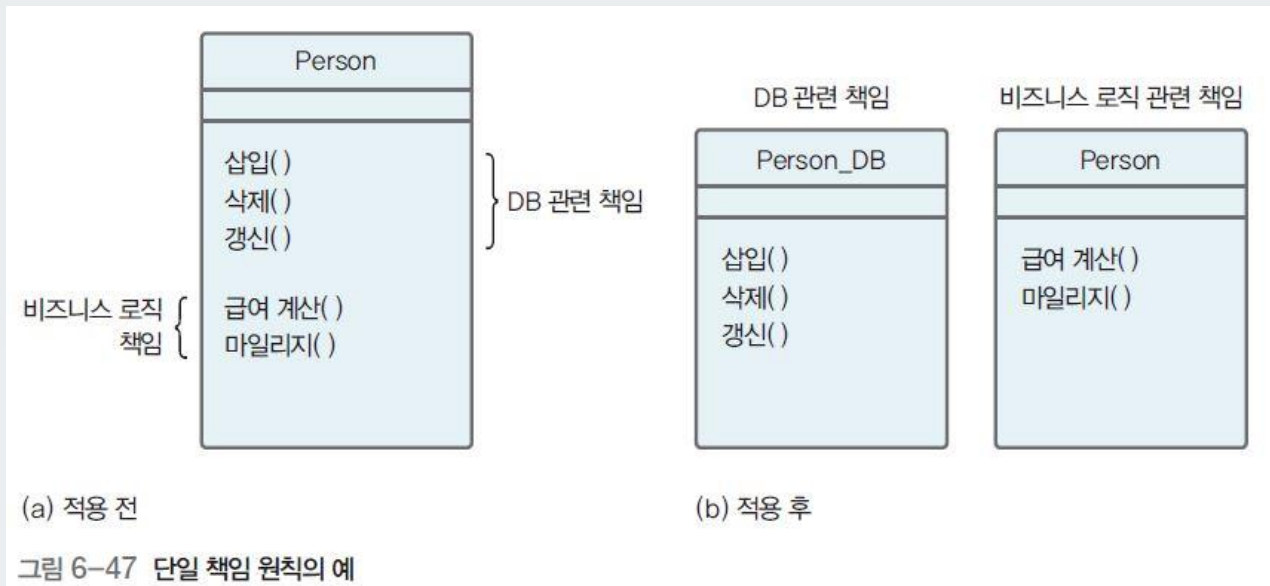 Person
삽입( )
삭제( )
갱신( )
DB 관련 책임
비즈니스 로직
책임
급여 계산( )
마일리지( )
(a) 적용 전
DB 관련 책임
Person_DB
삽입( )
삭제( )
갱신( )
비즈니스 로직 관련 책임
Person
급여 계산( )
마일리지( )
(b) 적용 후
그림 6-47 단일 책임 원칙의 예